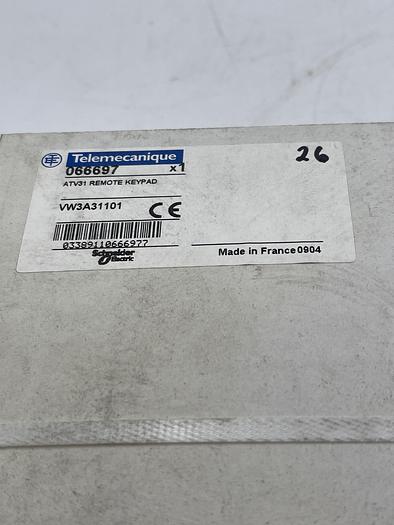 Telemecanique
066697 x1
26
ATV31 REMOTE KEYPAD
VW3A31101 CE
03389110666977
Schneider
Electric
Made in France 0904